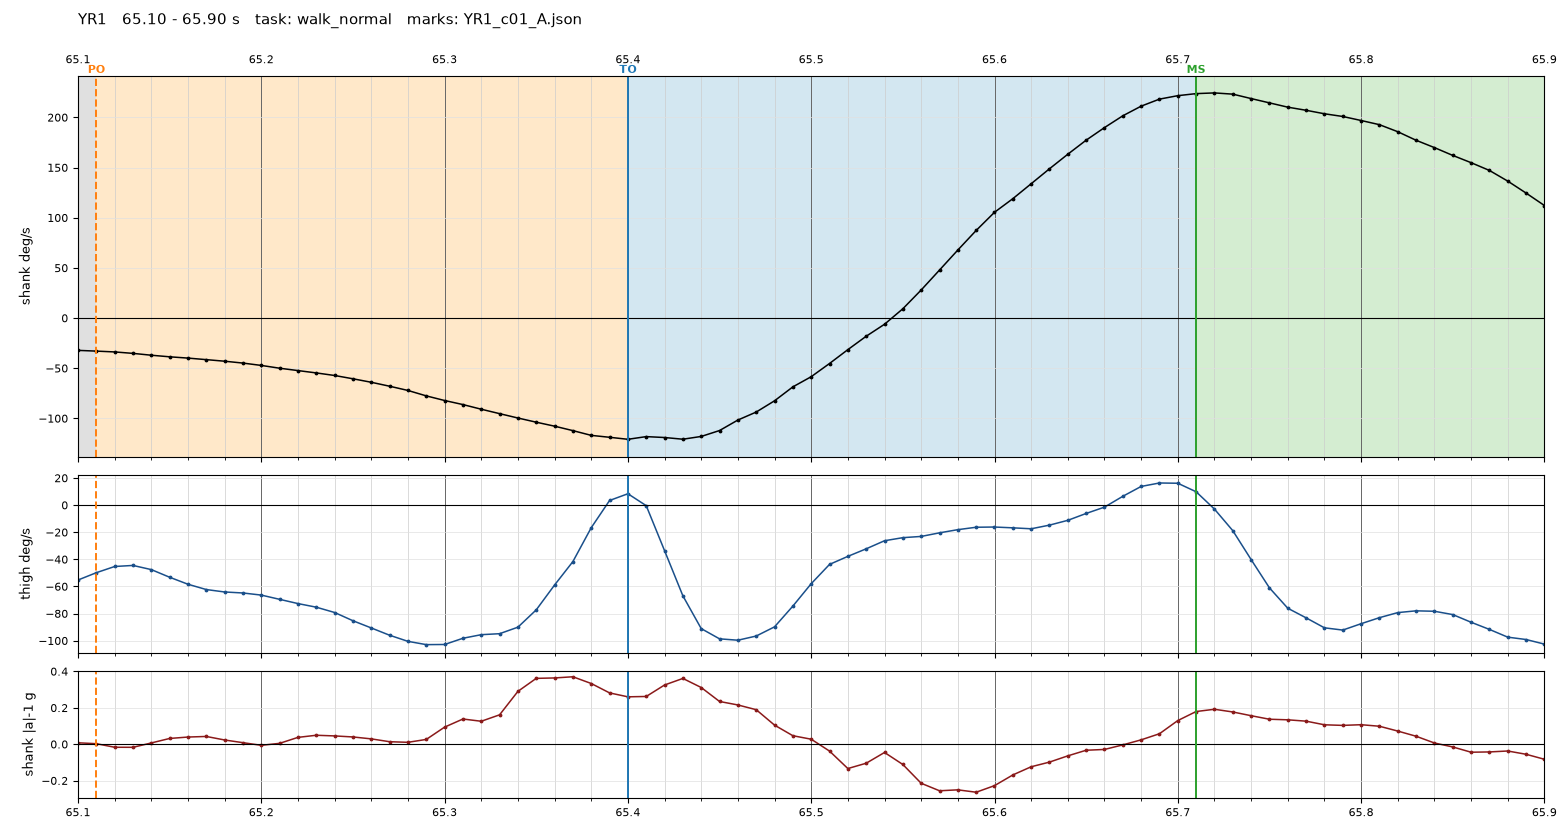 YR1   65.10 - 65.90 s   task: walk_normal   marks: YR1_c01_A.json
65.1 65.2 65.3 65.4 65.5 65.6 65.7 65.8 65.9
PO TO MS
shank deg/s
200
150
100
50
0
−50
−100
thigh deg/s
20
0
−20
−40
−60
−80
−100
shank |a|-1 g
0.4
0.2
0.0
−0.2
65.1 65.2 65.3 65.4 65.5 65.6 65.7 65.8 65.9